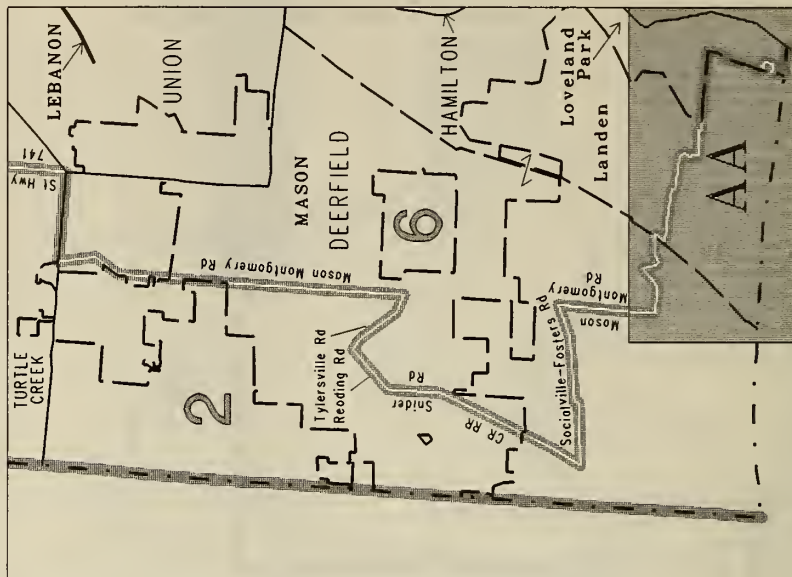 LEBANON
UNION
St Hwy
741
TURTLE
CREEK
MASON
DEERFIELD
HAMILTON
Loveland
Park
Landen
Mason Montgomery Rd
2
6
Tylersville Rd
Reading Rd
Snider
Rd
CR RR
Socialville-Fosters Rd
Mason
Montgomery
Rd
AA